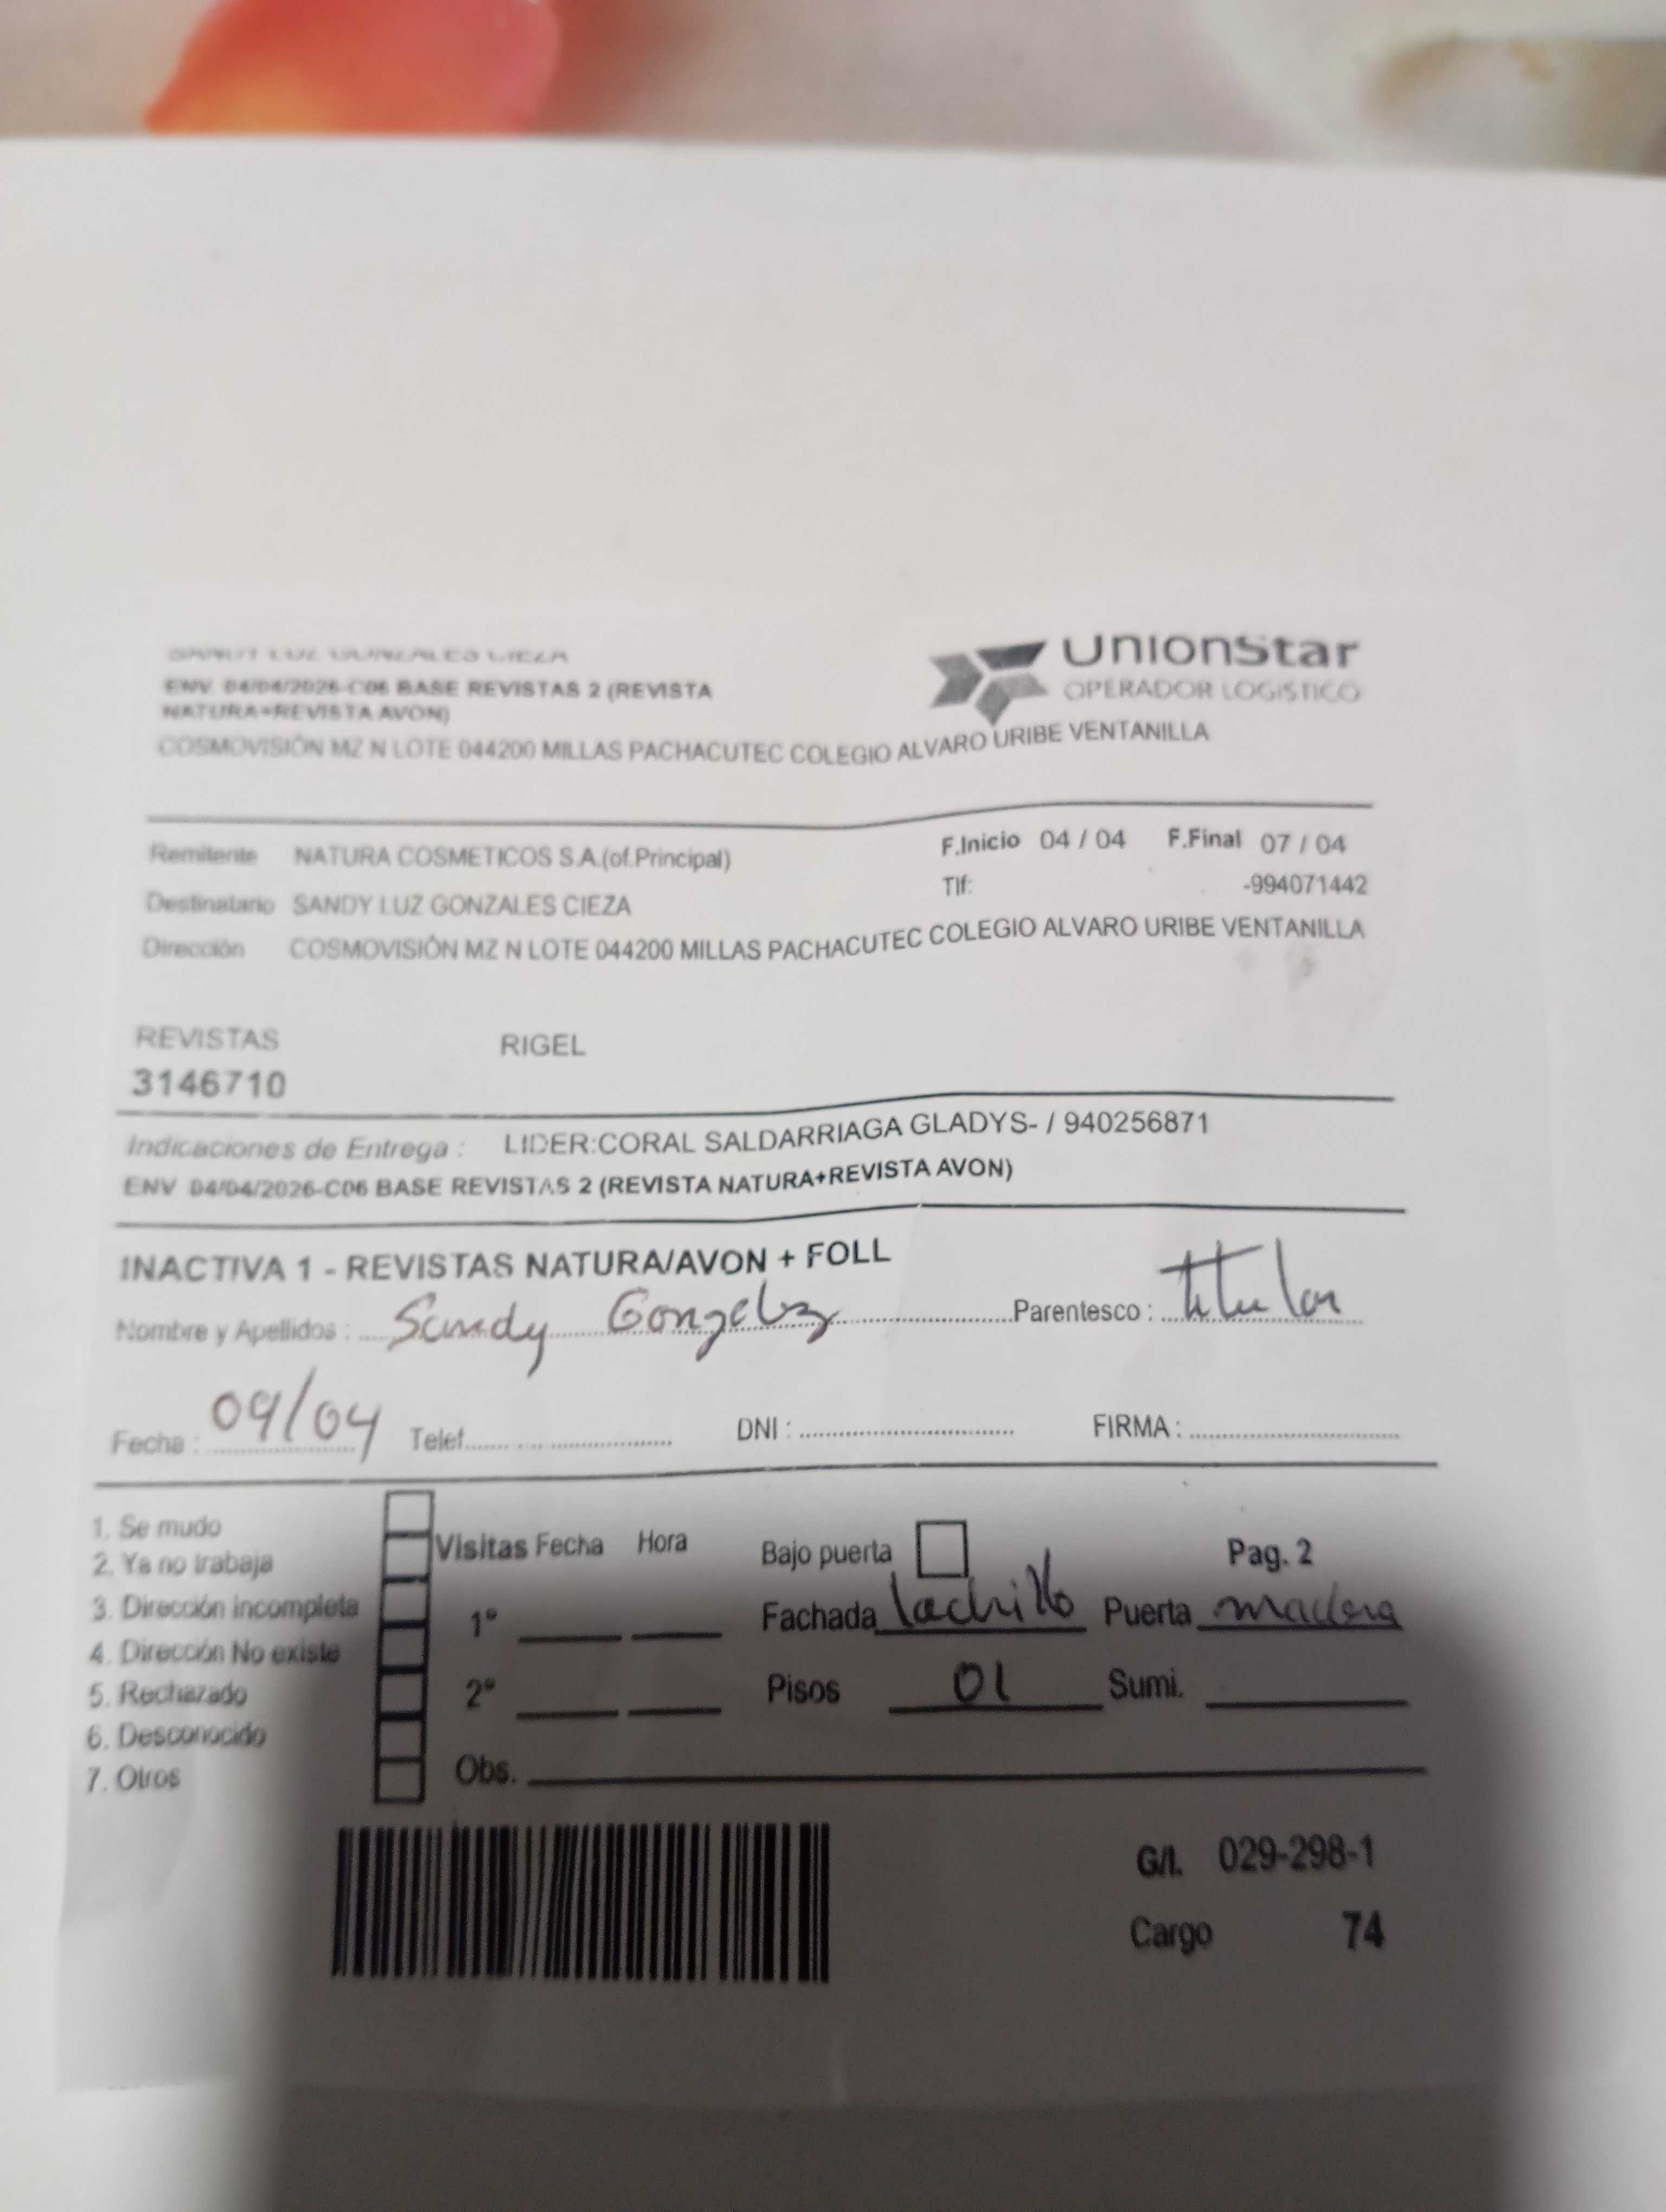 SANDY LUZ GONZALES CIEZA
ENV 04/04/2026-C06 BASE REVISTAS 2 (REVISTA
NATURA+REVISTA AVON)
UnionStar
OPERADOR LOGISTICO
COSMOVISIÓN MZ N LOTE 044200 MILLAS PACHACUTEC COLEGIO ALVARO URIBE VENTANILLA
Remitente NATURA COSMETICOS S.A.(of.Principal) F.Inicio 04 / 04 F.Final 07 / 04
Tlf: -994071442
Destinatario SANDY LUZ GONZALES CIEZA
Dirección COSMOVISIÓN MZ N LOTE 044200 MILLAS PACHACUTEC COLEGIO ALVARO URIBE VENTANILLA
REVISTAS RIGEL
3146710
Indicaciones de Entrega : LIDER:CORAL SALDARRIAGA GLADYS- / 940256871
ENV 04/04/2026-C06 BASE REVISTAS 2 (REVISTA NATURA+REVISTA AVON)
INACTIVA 1 - REVISTAS NATURA/AVON + FOLL
Nombre y Apellidos : Sandy Gonzelez Parentesco : titular
Fecha : 09/04 Telef. DNI : FIRMA :
1. Se mudo
2. Ya no trabaja
3. Dirección incompleta
4. Dirección No existe
5. Rechazado
6. Desconocido
7. Otros
Visitas Fecha Hora
1°
2°
Obs.
Bajo puerta Pag. 2
Fachada ladrillo Puerta madera
Pisos 01 Sumi.
G/I. 029-298-1
Cargo 74